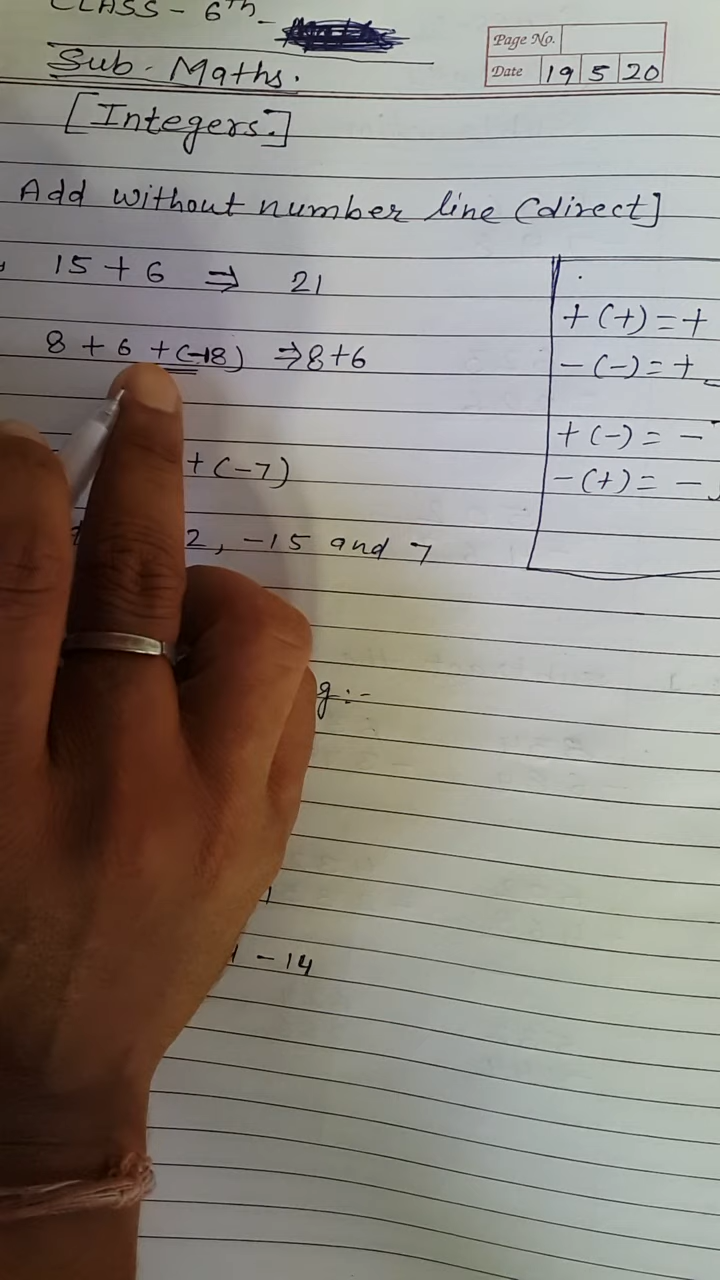 CLASS - 6th
Page No.
Sub - Maths.
Date 19 5 20
[Integers.]
Add without number line (direct]
15 + 6 ⇒ 21
+ (+) = +
8 + 6 + (-18) ⇒ 8+6
- (-) = +
+ (-) = -
+ (-7)
- (+) = -
2, -15 and 7
g:-
- 14